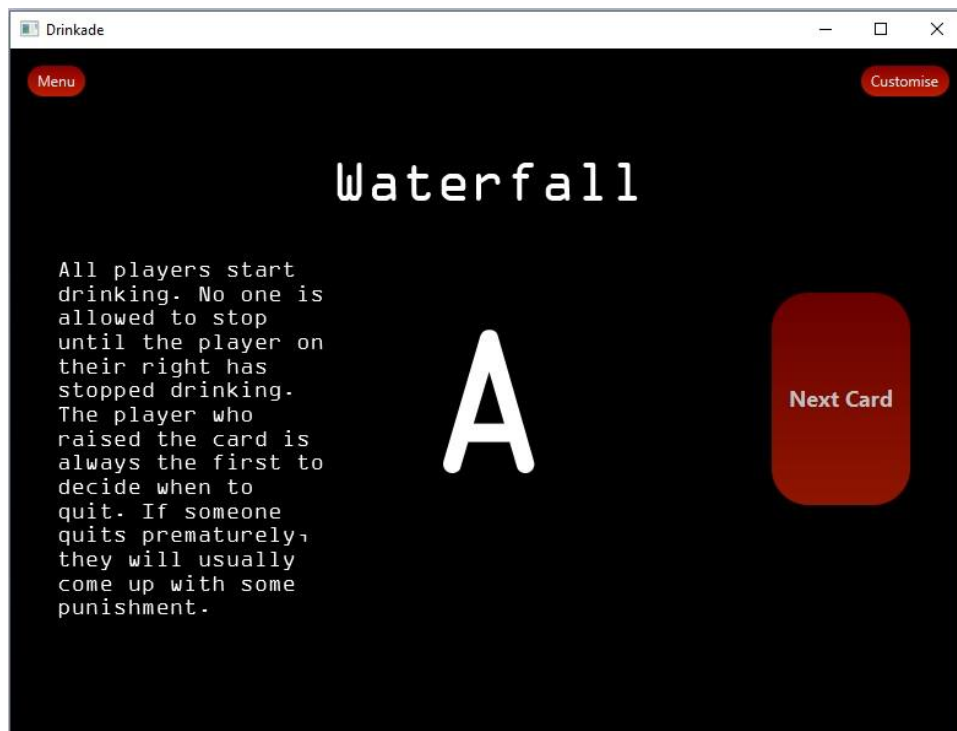 Drinkade
Menu
Customise
Waterfall
All players start
drinking. No one is
allowed to stop
until the player on
their right has
stopped drinking.
The player who
raised the card is
always the first to
decide when to
quit. If someone
quits prematurely,
they will usually
come up with some
punishment.
A
Next Card